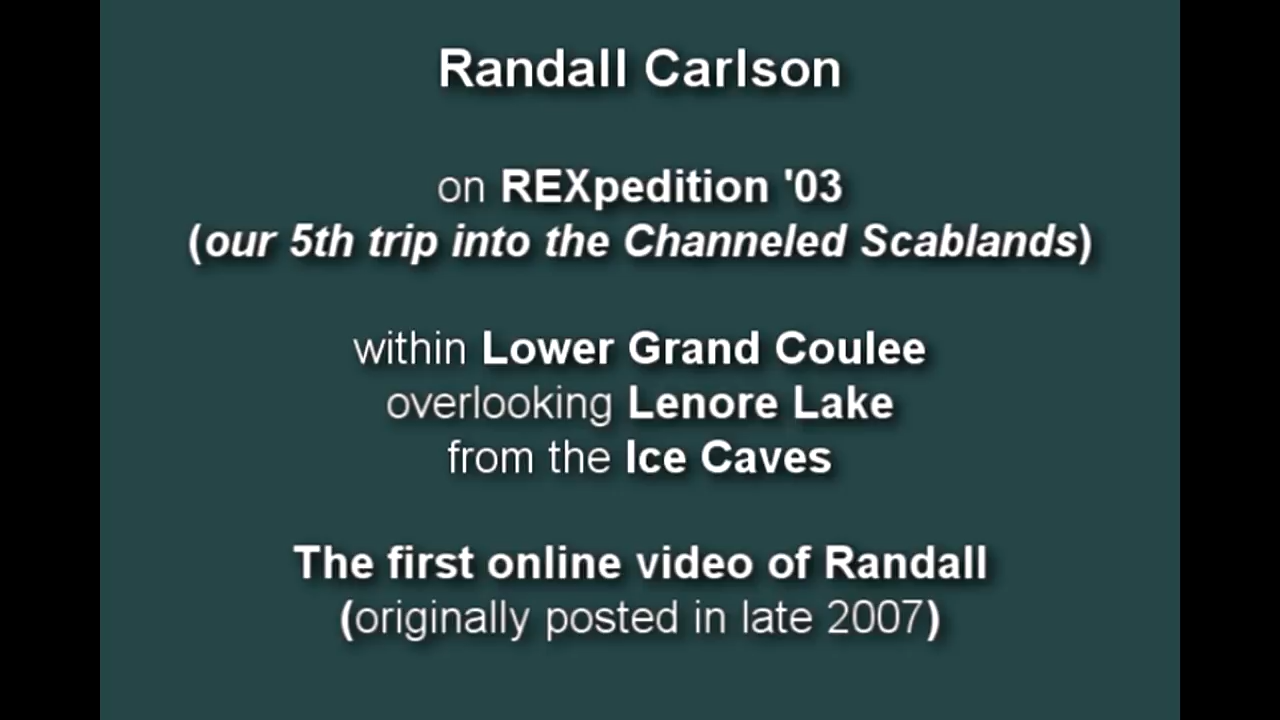 Randall Carlson
on REXpedition '03
(our 5th trip into the Channeled Scablands)
within Lower Grand Coulee
overlooking Lenore Lake
from the Ice Caves
The first online video of Randall
(originally posted in late 2007)